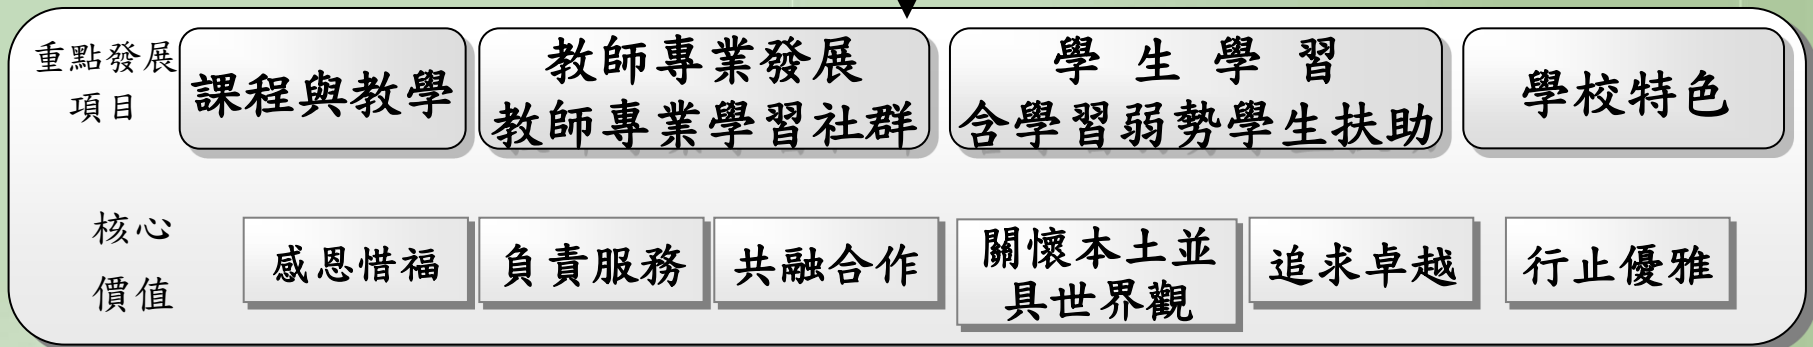 重點發展
項目
課程與教學
教師專業發展
教師專業學習社群
學生學習
含學習弱勢學生扶助
學校特色
核心
價值
感恩惜福
負責服務
共融合作
關懷本土並
具世界觀
追求卓越
行止優雅